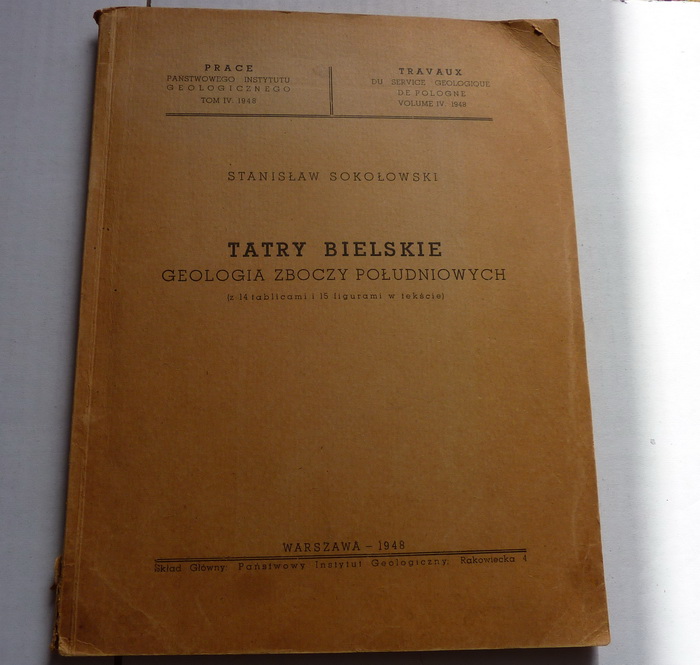 PRACE
PAŃSTWOWEGO INSTYTUTU
GEOLOGICZNEGO
TOM IV. 1948
TRAVAUX
DU SERVICE GEOLOGIQUE
DE POLOGNE
VOLUME IV. 1948
STANISŁAW SOKOŁOWSKI
TATRY BIELSKIE
GEOLOGIA ZBOCZY POŁUDNIOWYCH
(z 14 tablicami i 15 figurami w tekście)
WARSZAWA – 1948
Skład Główny: Państwowy Instytut Geologiczny, Rakowiecka 4